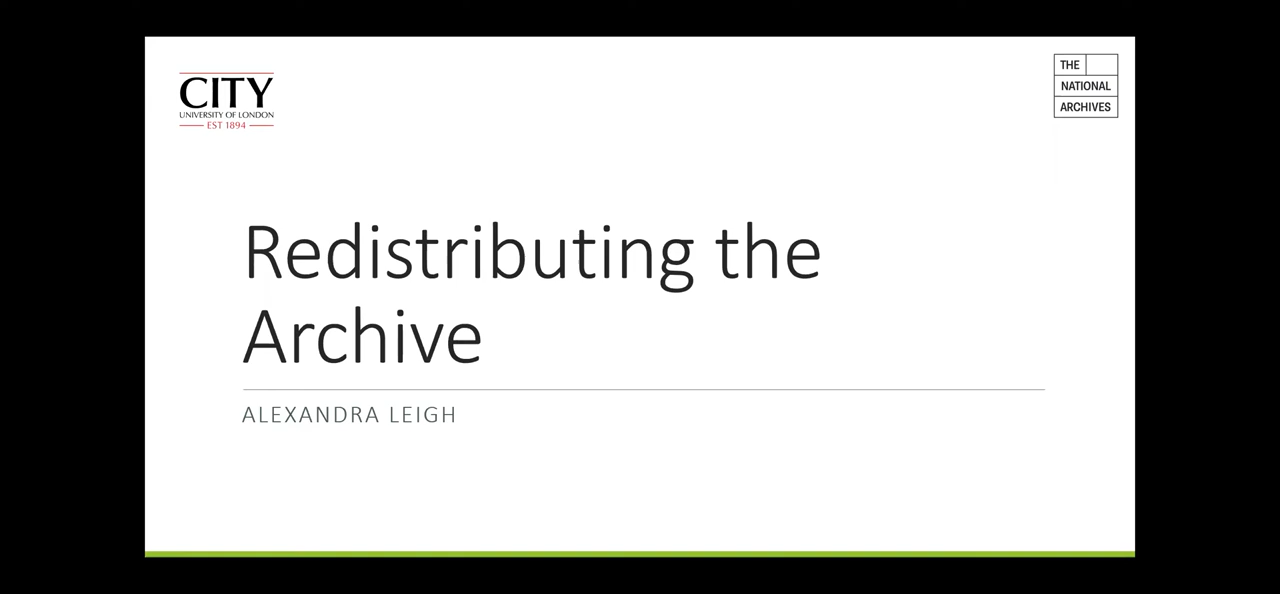 CITY
UNIVERSITY OF LONDON
EST 1894
THE
NATIONAL
ARCHIVES
Redistributing the
Archive
ALEXANDRA LEIGH